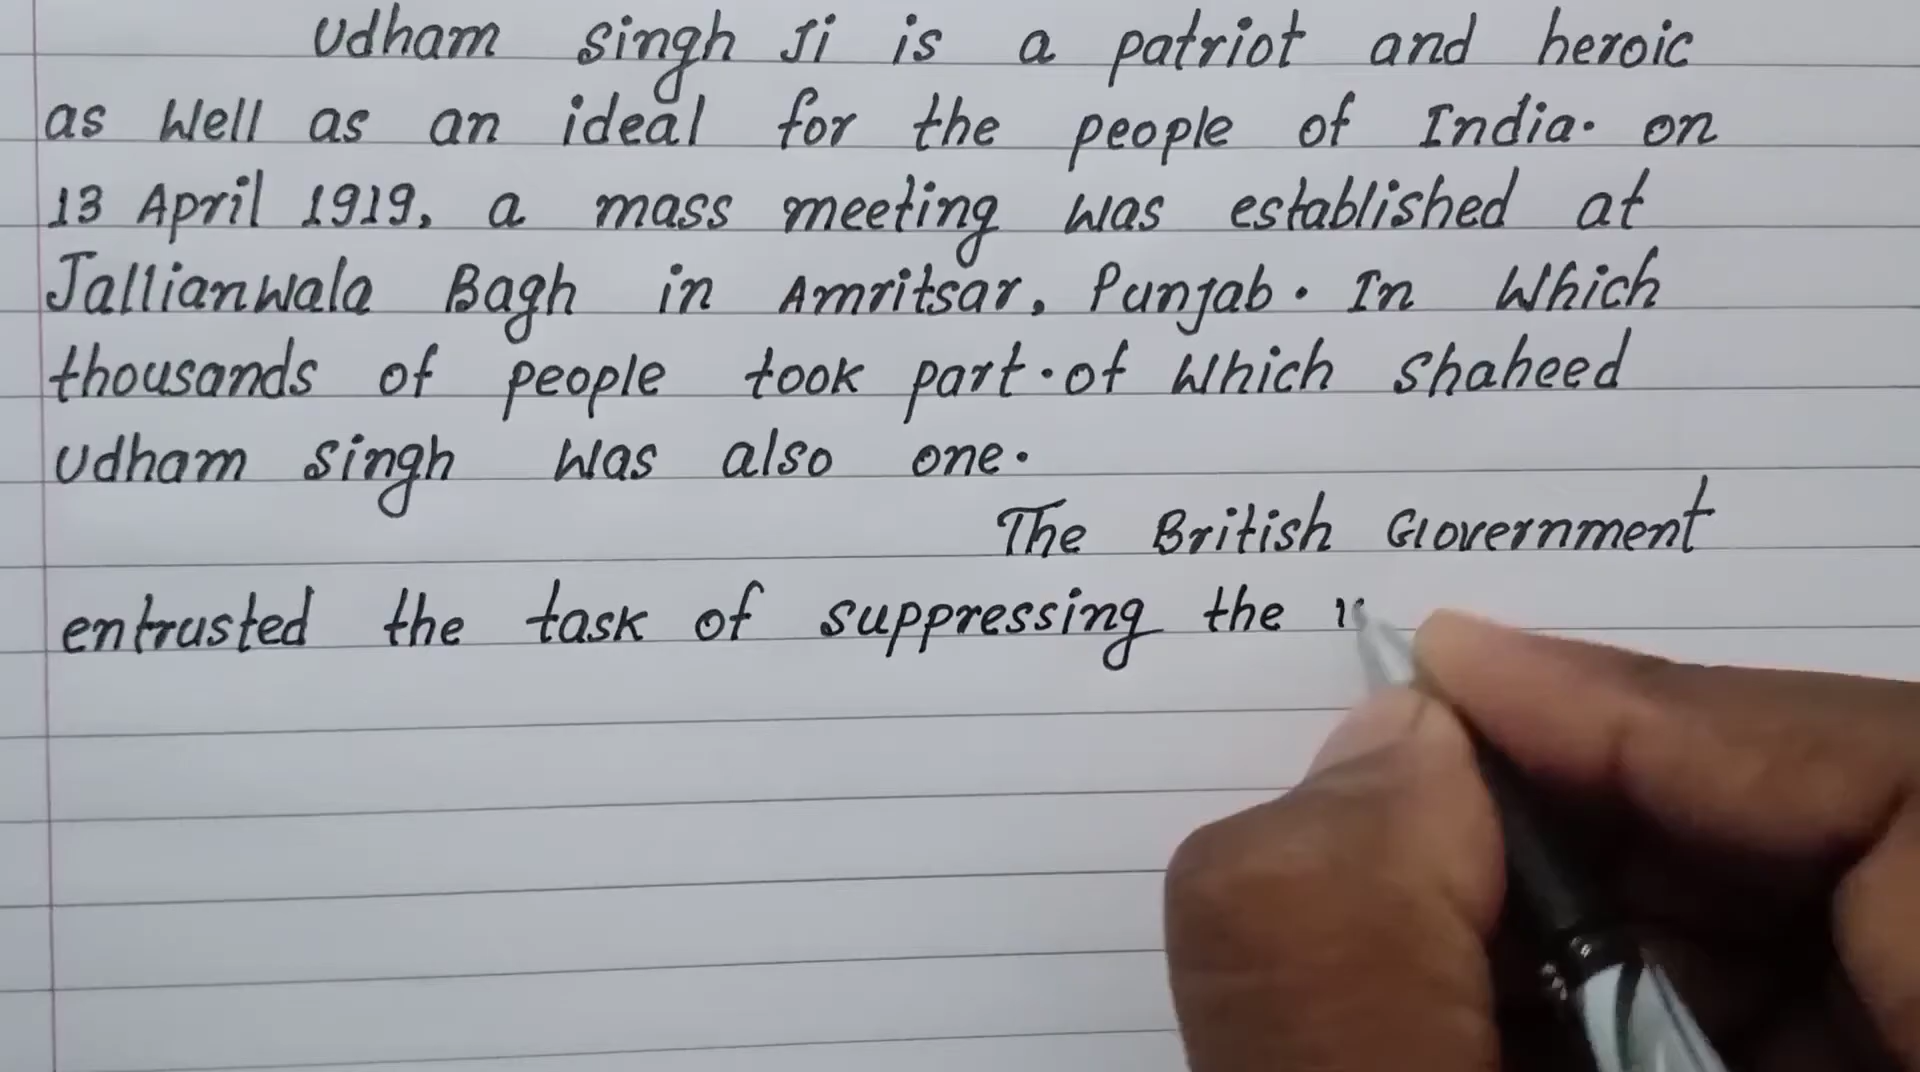 Udham Singh Ji is a patriot and heroic
as Well as an ideal for the people of India. on
13 April 1919, a mass meeting was established at
Jallianwala Bagh in Amritsar, Punjab. In Which
thousands of people took part. of Which Shaheed
Udham Singh was also one.
The British Government
entrusted the task of suppressing the